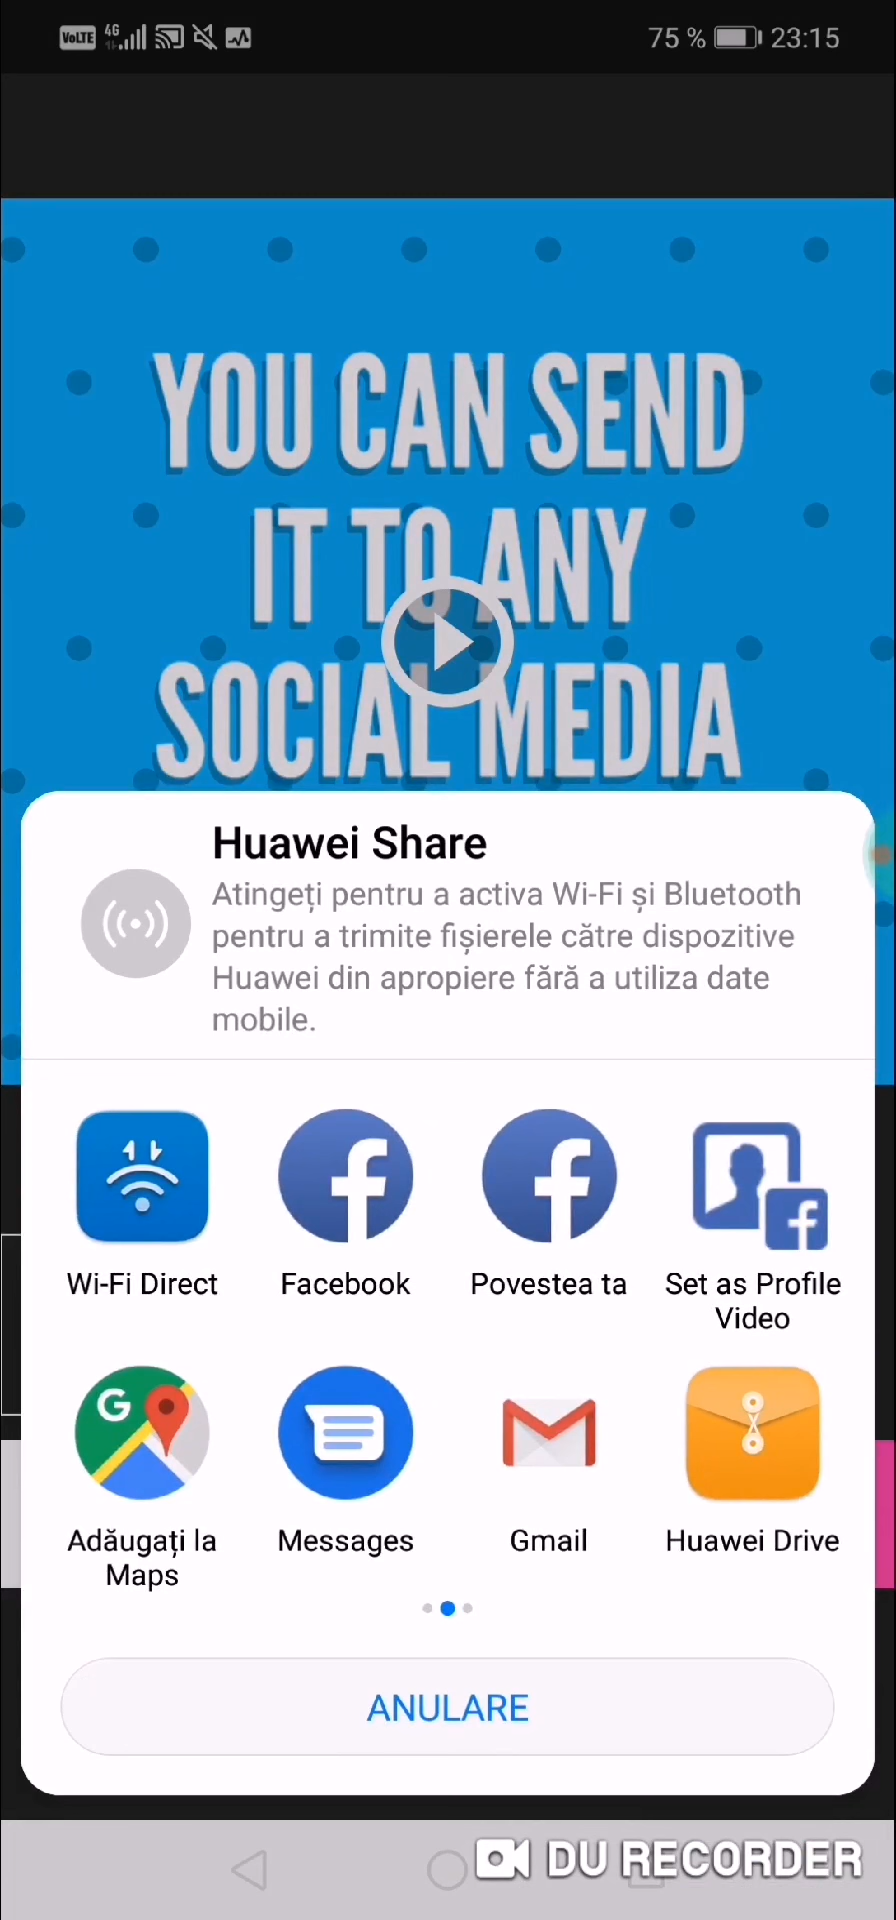 VoLTE 4G 75 % 23:15
YOU CAN SEND
IT TO ANY
SOCIAL MEDIA
Huawei Share
Atingeți pentru a activa Wi-Fi și Bluetooth
pentru a trimite fișierele către dispozitive
Huawei din apropiere fără a utiliza date
mobile.
Wi-Fi Direct
Facebook
Povestea ta
Set as Profile
Video
G
Adăugați la
Maps
Messages
Gmail
Huawei Drive
ANULARE
DU RECORDER